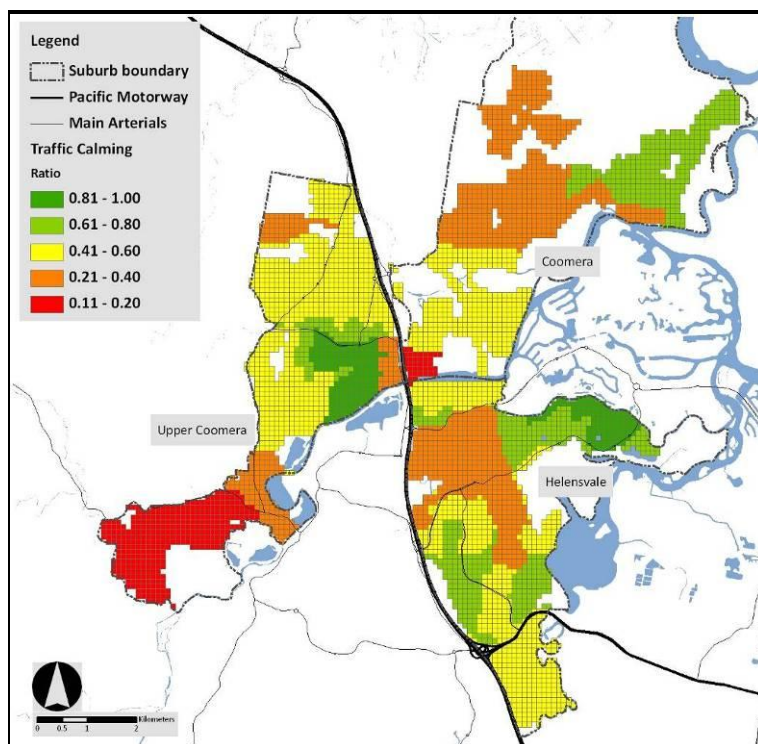 Legend
Suburb boundary
Pacific Motorway
Main Arterials
Traffic Calming
Ratio
0.81 - 1.00
0.61 - 0.80
0.41 - 0.60
0.21 - 0.40
0.11 - 0.20
Coomera
Upper Coomera
Helensvale
Kilometers
0 0.5 1 2